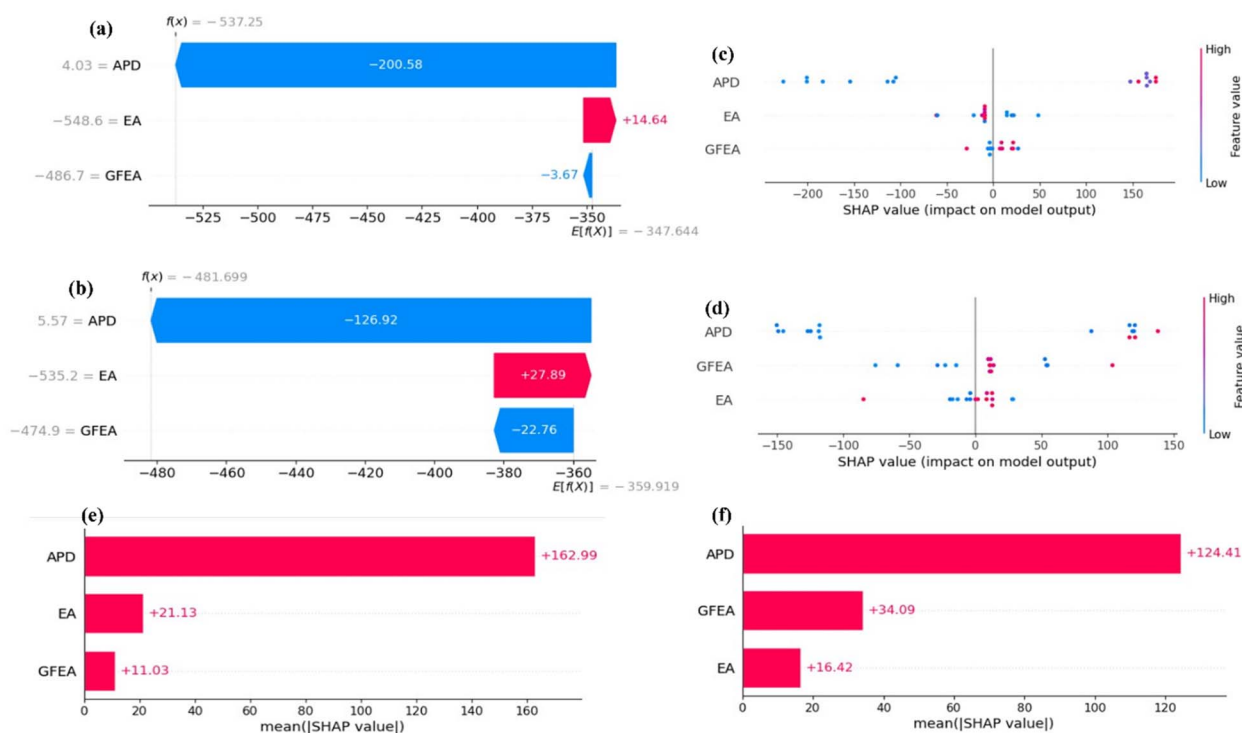 (a)
f(x) = −537.25
4.03 = APD
−200.58
−548.6 = EA
+14.64
−486.7 = GFEA
−3.67
−525 −500 −475 −450 −425 −400 −375 −350
E[f(X)] = −347.644
(c)
High
APD
EA
GFEA
Feature value
Low
−200 −150 −100 −50 0 50 100 150
SHAP value (impact on model output)
(b)
f(x) = −481.699
5.57 = APD
−126.92
−535.2 = EA
+27.89
−474.9 = GFEA
−22.76
−480 −460 −440 −420 −400 −380 −360
E[f(X)] = −359.919
(d)
High
APD
GFEA
EA
Feature value
Low
−150 −100 −50 0 50 100 150
SHAP value (impact on model output)
(e)
APD
+162.99
EA
+21.13
GFEA
+11.03
0 20 40 60 80 100 120 140 160
mean(|SHAP value|)
(f)
APD
+124.41
GFEA
+34.09
EA
+16.42
0 20 40 60 80 100 120
mean(|SHAP value|)